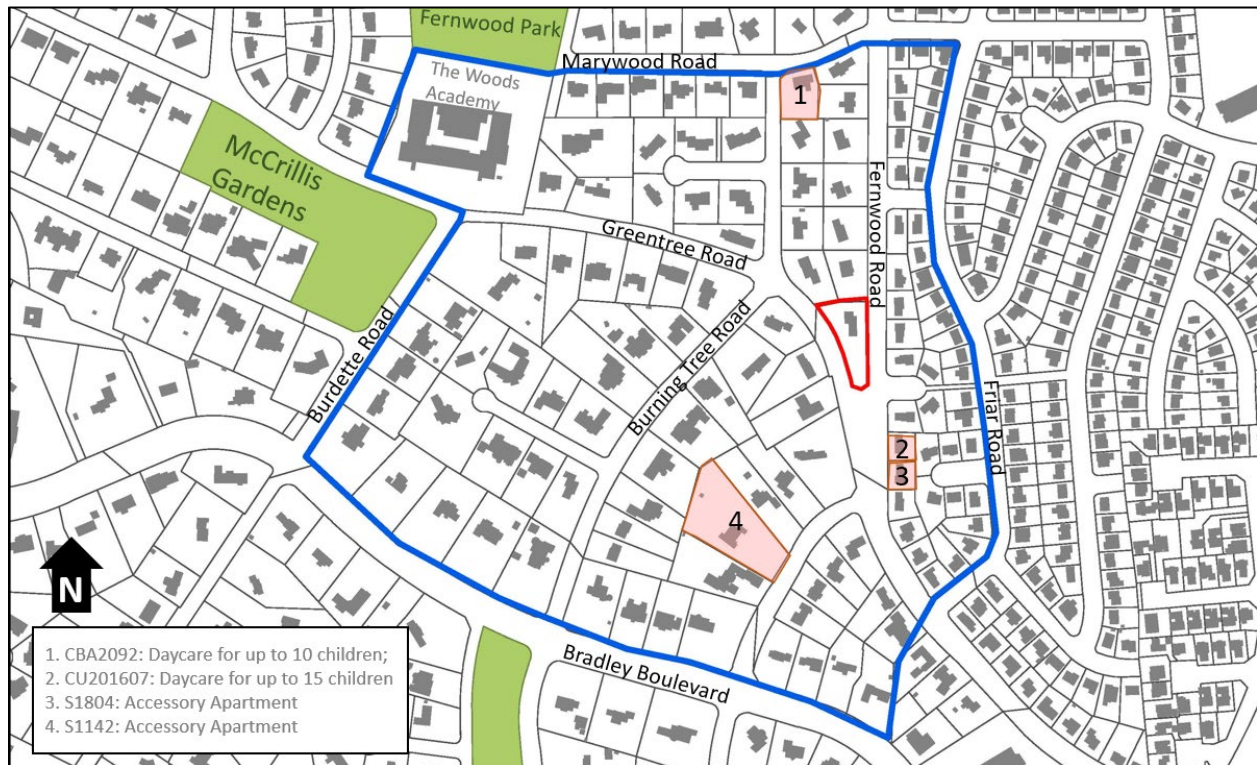 Fernwood Park
Marywood Road
The Woods
Academy
1
McCrillis
Gardens
Fernwood Road
Greentree Road
Burdette Road
Burning Tree Road
Friar Road
2
3
4
N
Bradley Boulevard
1. CBA2092: Daycare for up to 10 children;
2. CU201607: Daycare for up to 15 children
3. S1804: Accessory Apartment
4. S1142: Accessory Apartment